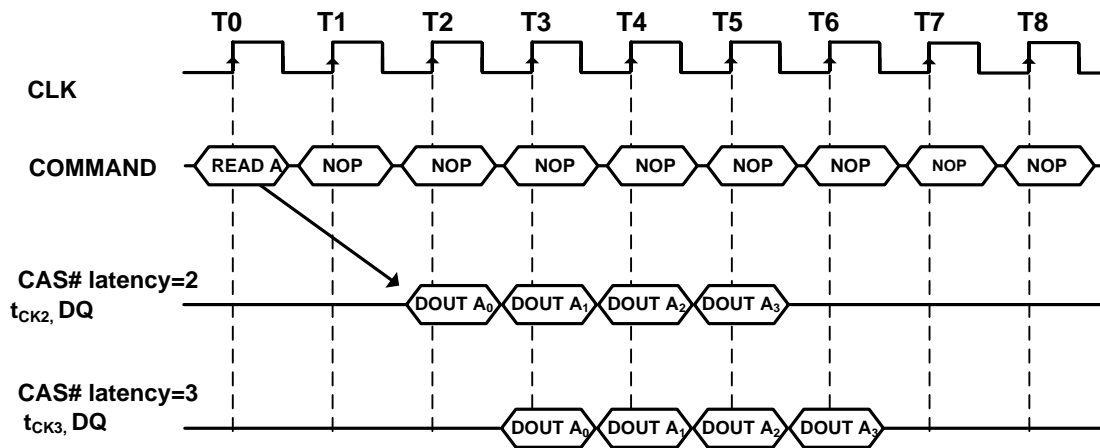 T0 T1 T2 T3 T4 T5 T6 T7 T8
CLK
COMMAND READ A NOP NOP NOP NOP NOP NOP NOP NOP
CAS# latency=2
tCK2, DQ DOUT A0 DOUT A1 DOUT A2 DOUT A3
CAS# latency=3
tCK3, DQ DOUT A0 DOUT A1 DOUT A2 DOUT A3